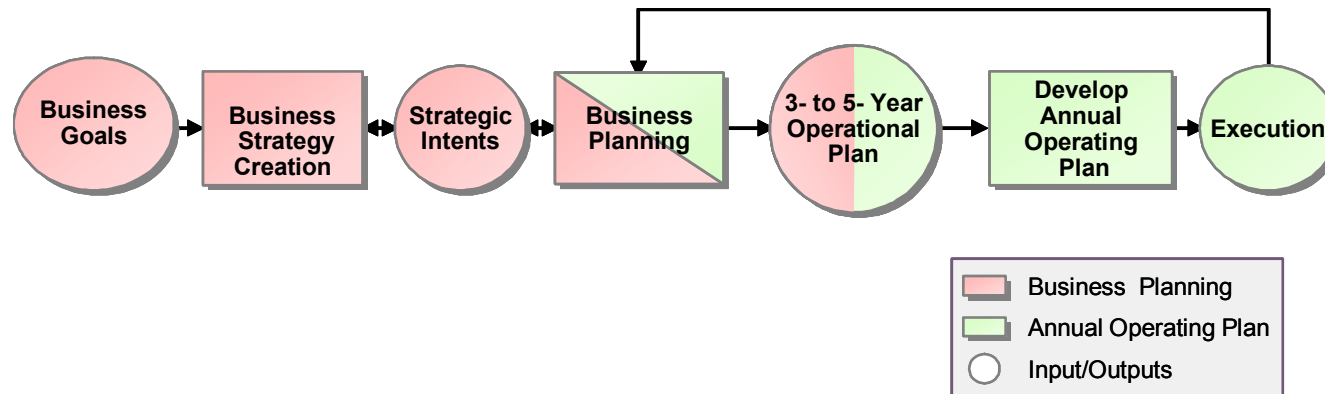 Business
Goals
Business
Strategy
Creation
Strategic
Intents
Business
Planning
3- to 5- Year
Operational
Plan
Develop
Annual
Operating
Plan
Execution
Business Planning
Annual Operating Plan
Input/Outputs